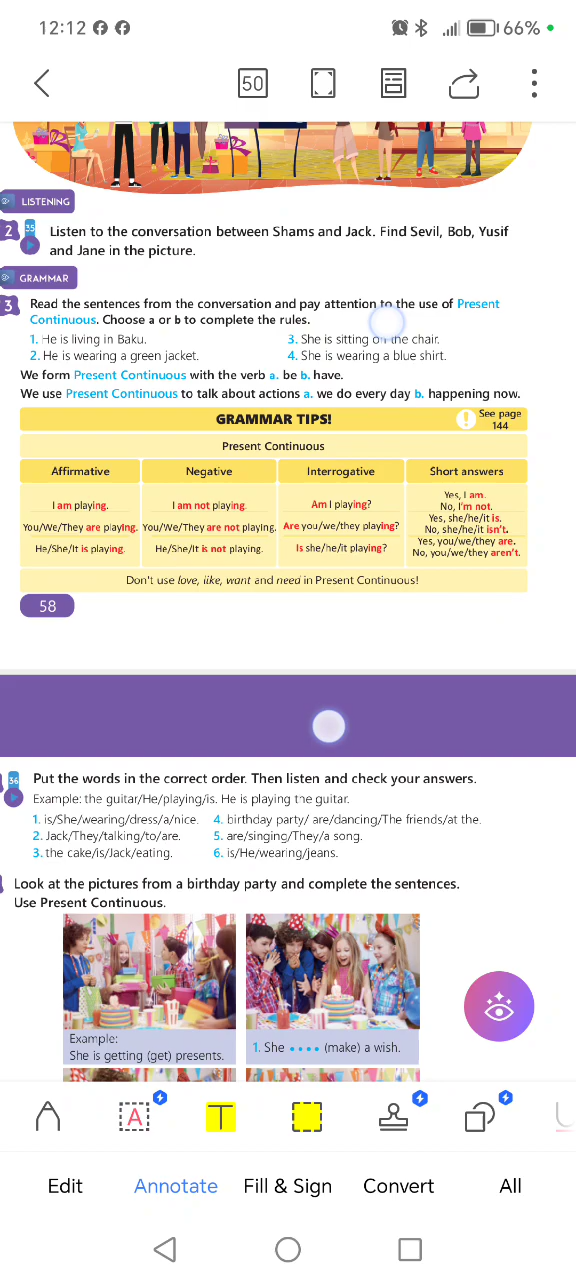 12:12
66%
50
LISTENING
2 35 Listen to the conversation between Shams and Jack. Find Sevil, Bob, Yusif
and Jane in the picture.
GRAMMAR
3 Read the sentences from the conversation and pay attention to the use of Present
Continuous. Choose a or b to complete the rules.
1. He is living in Baku. 3. She is sitting on the chair.
2. He is wearing a green jacket. 4. She is wearing a blue shirt.
We form Present Continuous with the verb a. be b. have.
We use Present Continuous to talk about actions a. we do every day b. happening now.
GRAMMAR TIPS! ! See page
144
Present Continuous
Affirmative Negative Interrogative Short answers
I am playing. I am not playing. Am I playing? Yes, I am.
No, I'm not.
You/We/They are playing. You/We/They are not playing. Are you/we/they playing? Yes, she/he/it is.
No, she/he/it isn't.
He/She/It is playing. He/She/It is not playing. Is she/he/it playing? Yes, you/we/they are.
No, you/we/they aren't.
Don't use love, like, want and need in Present Continuous!
58
36 Put the words in the correct order. Then listen and check your answers.
Example: the guitar/He/playing/is. He is playing the guitar.
1. is/She/wearing/dress/a/nice. 4. birthday party/ are/dancing/The friends/at the.
2. Jack/They/talking/to/are. 5. are/singing/They/a song.
3. the cake/is/Jack/eating. 6. is/He/wearing/jeans.
Look at the pictures from a birthday party and complete the sentences.
Use Present Continuous.
Example:
She is getting (get) presents.
1. She •••• (make) a wish.
A
T
Edit Annotate Fill & Sign Convert All